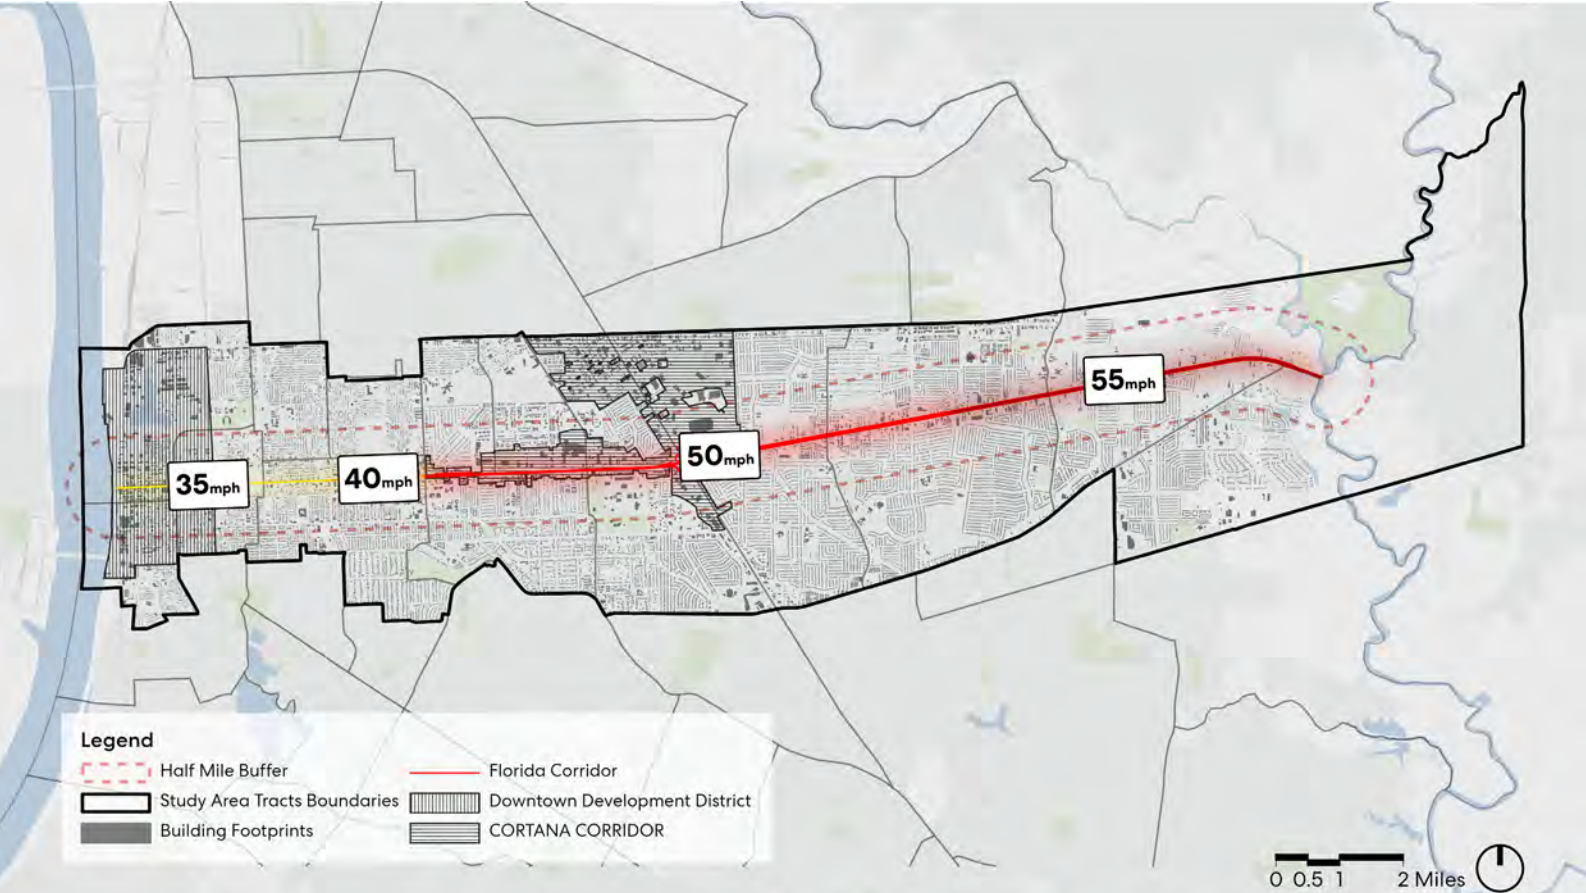 55mph
50mph
35mph
40mph
Legend
Half Mile Buffer
Study Area Tracts Boundaries
Building Footprints
Florida Corridor
Downtown Development District
CORTANA CORRIDOR
0 0.5 1 2 Miles